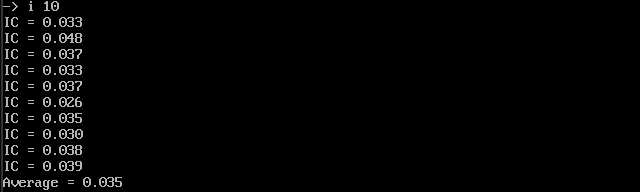 -> i 10
IC = 0.033
IC = 0.048
IC = 0.037
IC = 0.033
IC = 0.037
IC = 0.026
IC = 0.035
IC = 0.030
IC = 0.038
IC = 0.039
Average = 0.035